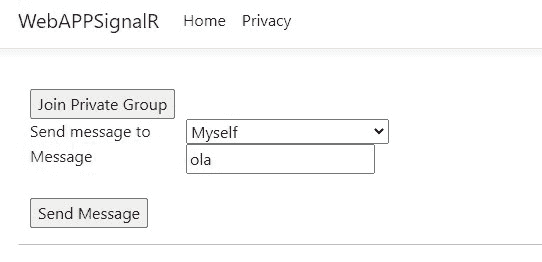 WebAPPSignalR Home Privacy
Join Private Group
Send message to Myself
Message ola
Send Message